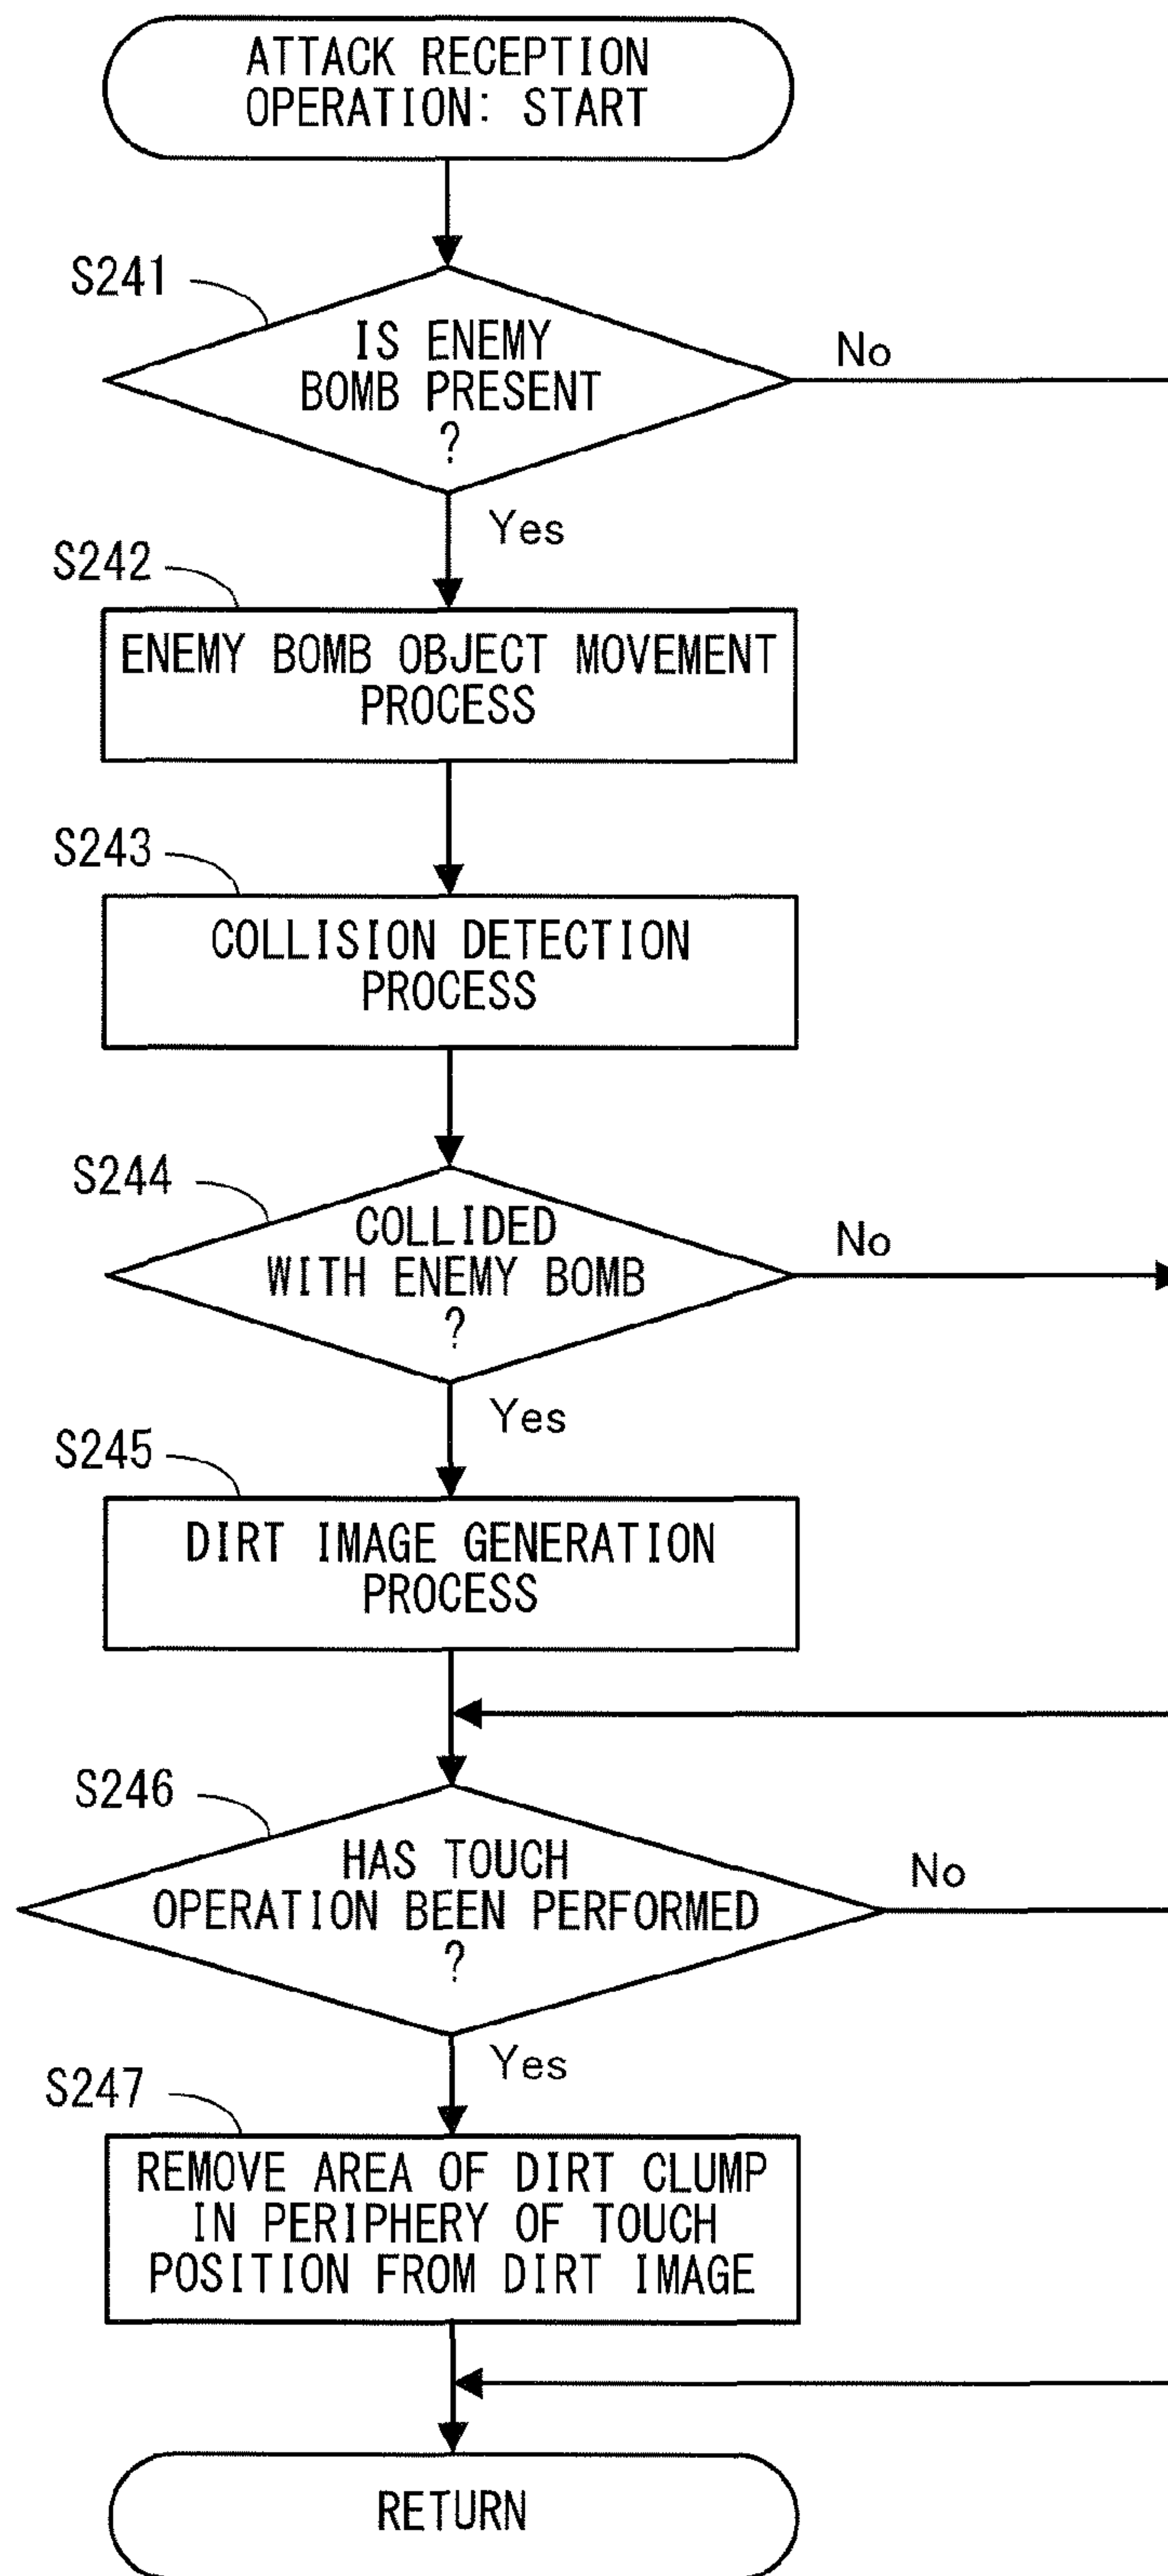 ATTACK RECEPTION
OPERATION: START
S241
IS ENEMY
BOMB PRESENT
?
No
Yes
S242
ENEMY BOMB OBJECT MOVEMENT
PROCESS
S243
COLLISION DETECTION
PROCESS
S244
COLLIDED
WITH ENEMY BOMB
?
No
Yes
S245
DIRT IMAGE GENERATION
PROCESS
S246
HAS TOUCH
OPERATION BEEN PERFORMED
?
No
Yes
S247
REMOVE AREA OF DIRT CLUMP
IN PERIPHERY OF TOUCH
POSITION FROM DIRT IMAGE
RETURN